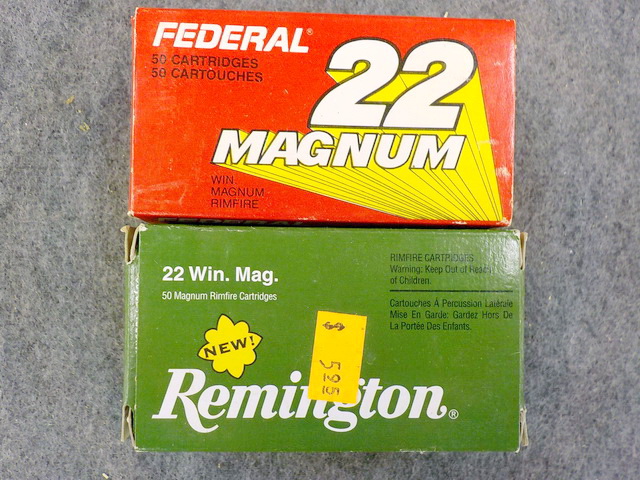 FEDERAL®
50 CARTRIDGES
50 CARTOUCHES
22
MAGNUM
WIN.
MAGNUM
RIMFIRE
22 Win. Mag.
50 Magnum Rimfire Cartridges
RIMFIRE CARTRIDGES
Warning: Keep Out of Reach
of Children.
Cartouches À Percussion Latérale
Mise En Garde: Gardez Hors De
La Portée Des Enfants.
NEW!
$ 595
Remington®